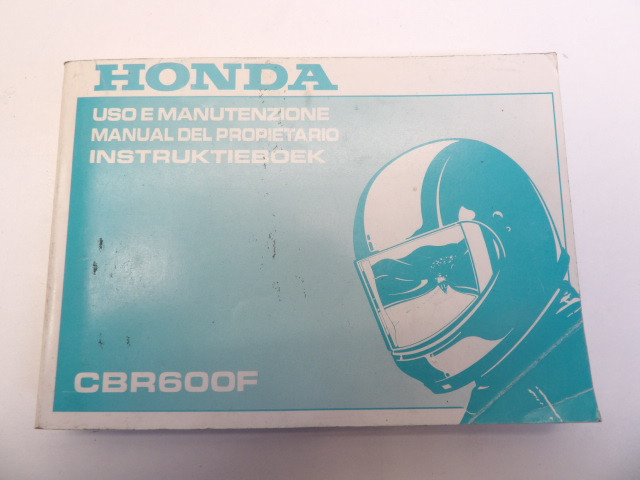 HONDA
USO E MANUTENZIONE
MANUAL DEL PROPIETARIO
INSTRUKTIEBOEK
CBR600F